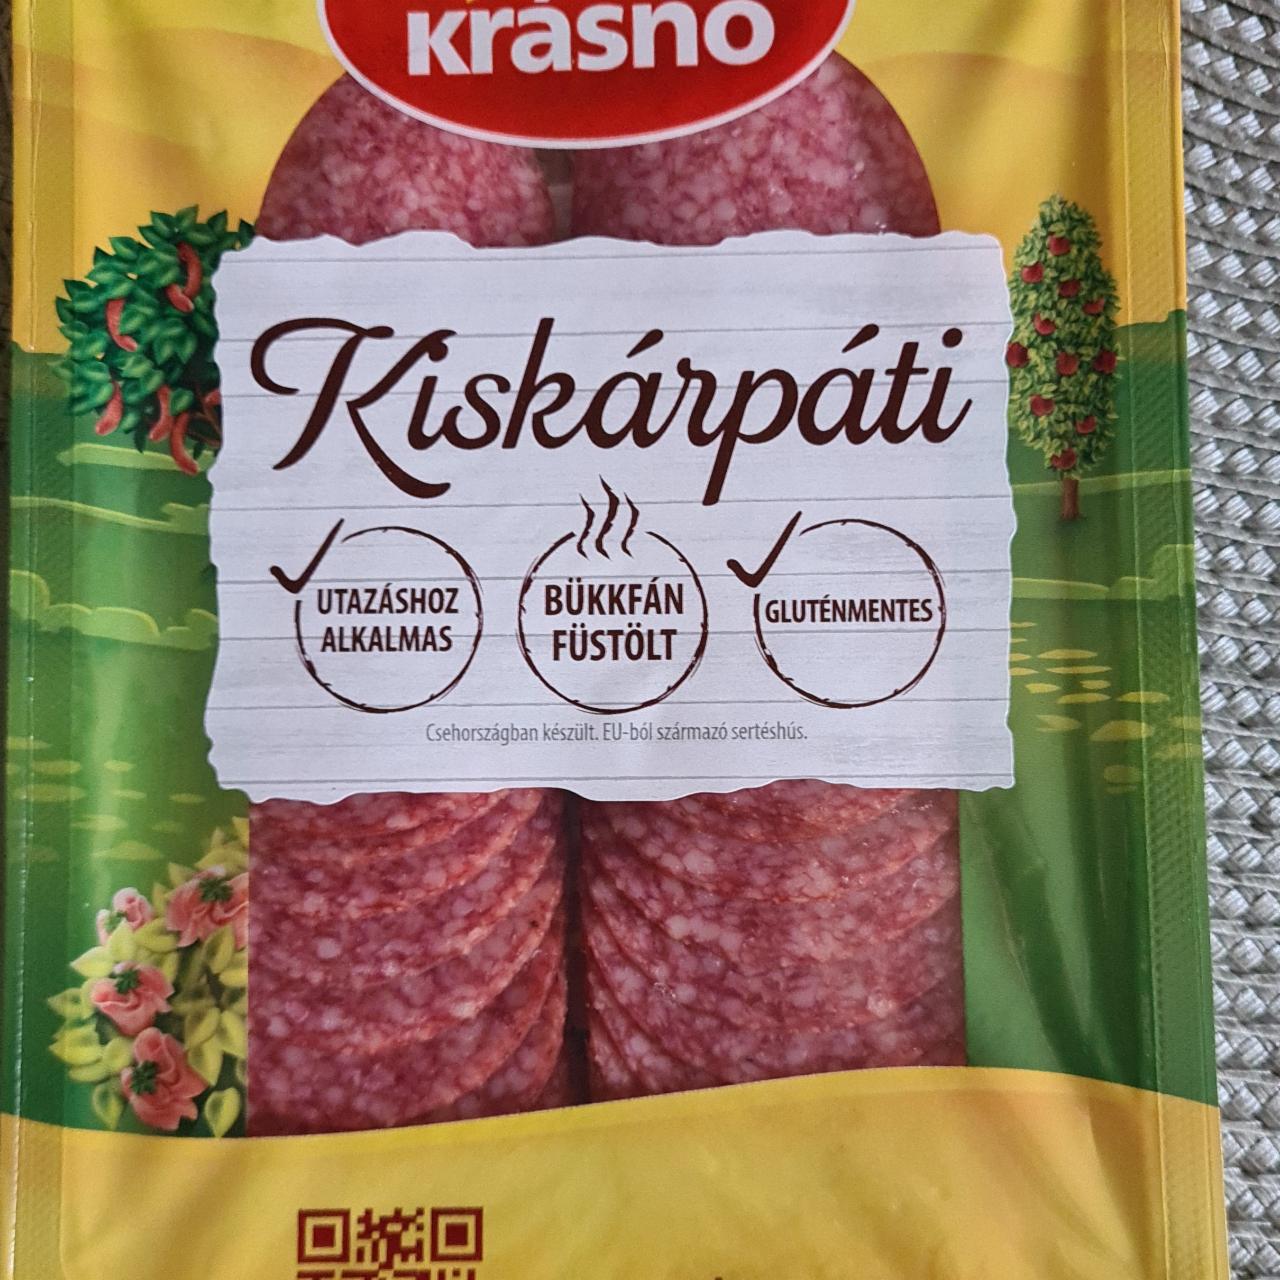 Krásno
Kiskárpáti
UTAZÁSHOZ
ALKALMAS
BÜKKFÁN
FÜSTÖLT
GLUTÉNMENTES
Csehországban készült. EU-ból származó sertéshús.